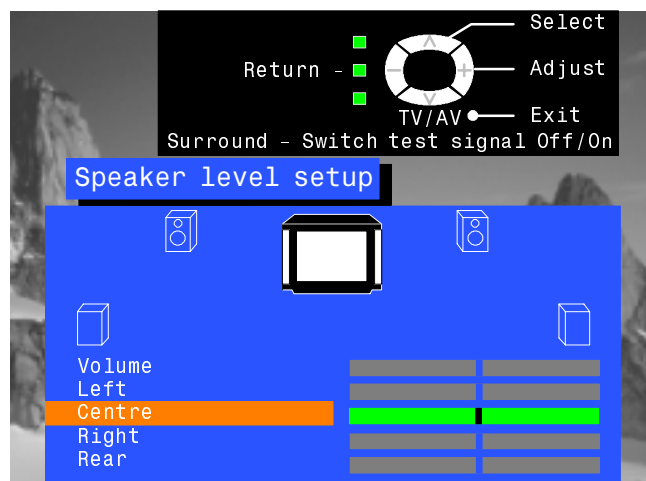 Select
Return -
Adjust
TV/AV
Exit
Surround - Switch test signal Off/On
Speaker level setup
Volume
Left
Centre
Right
Rear